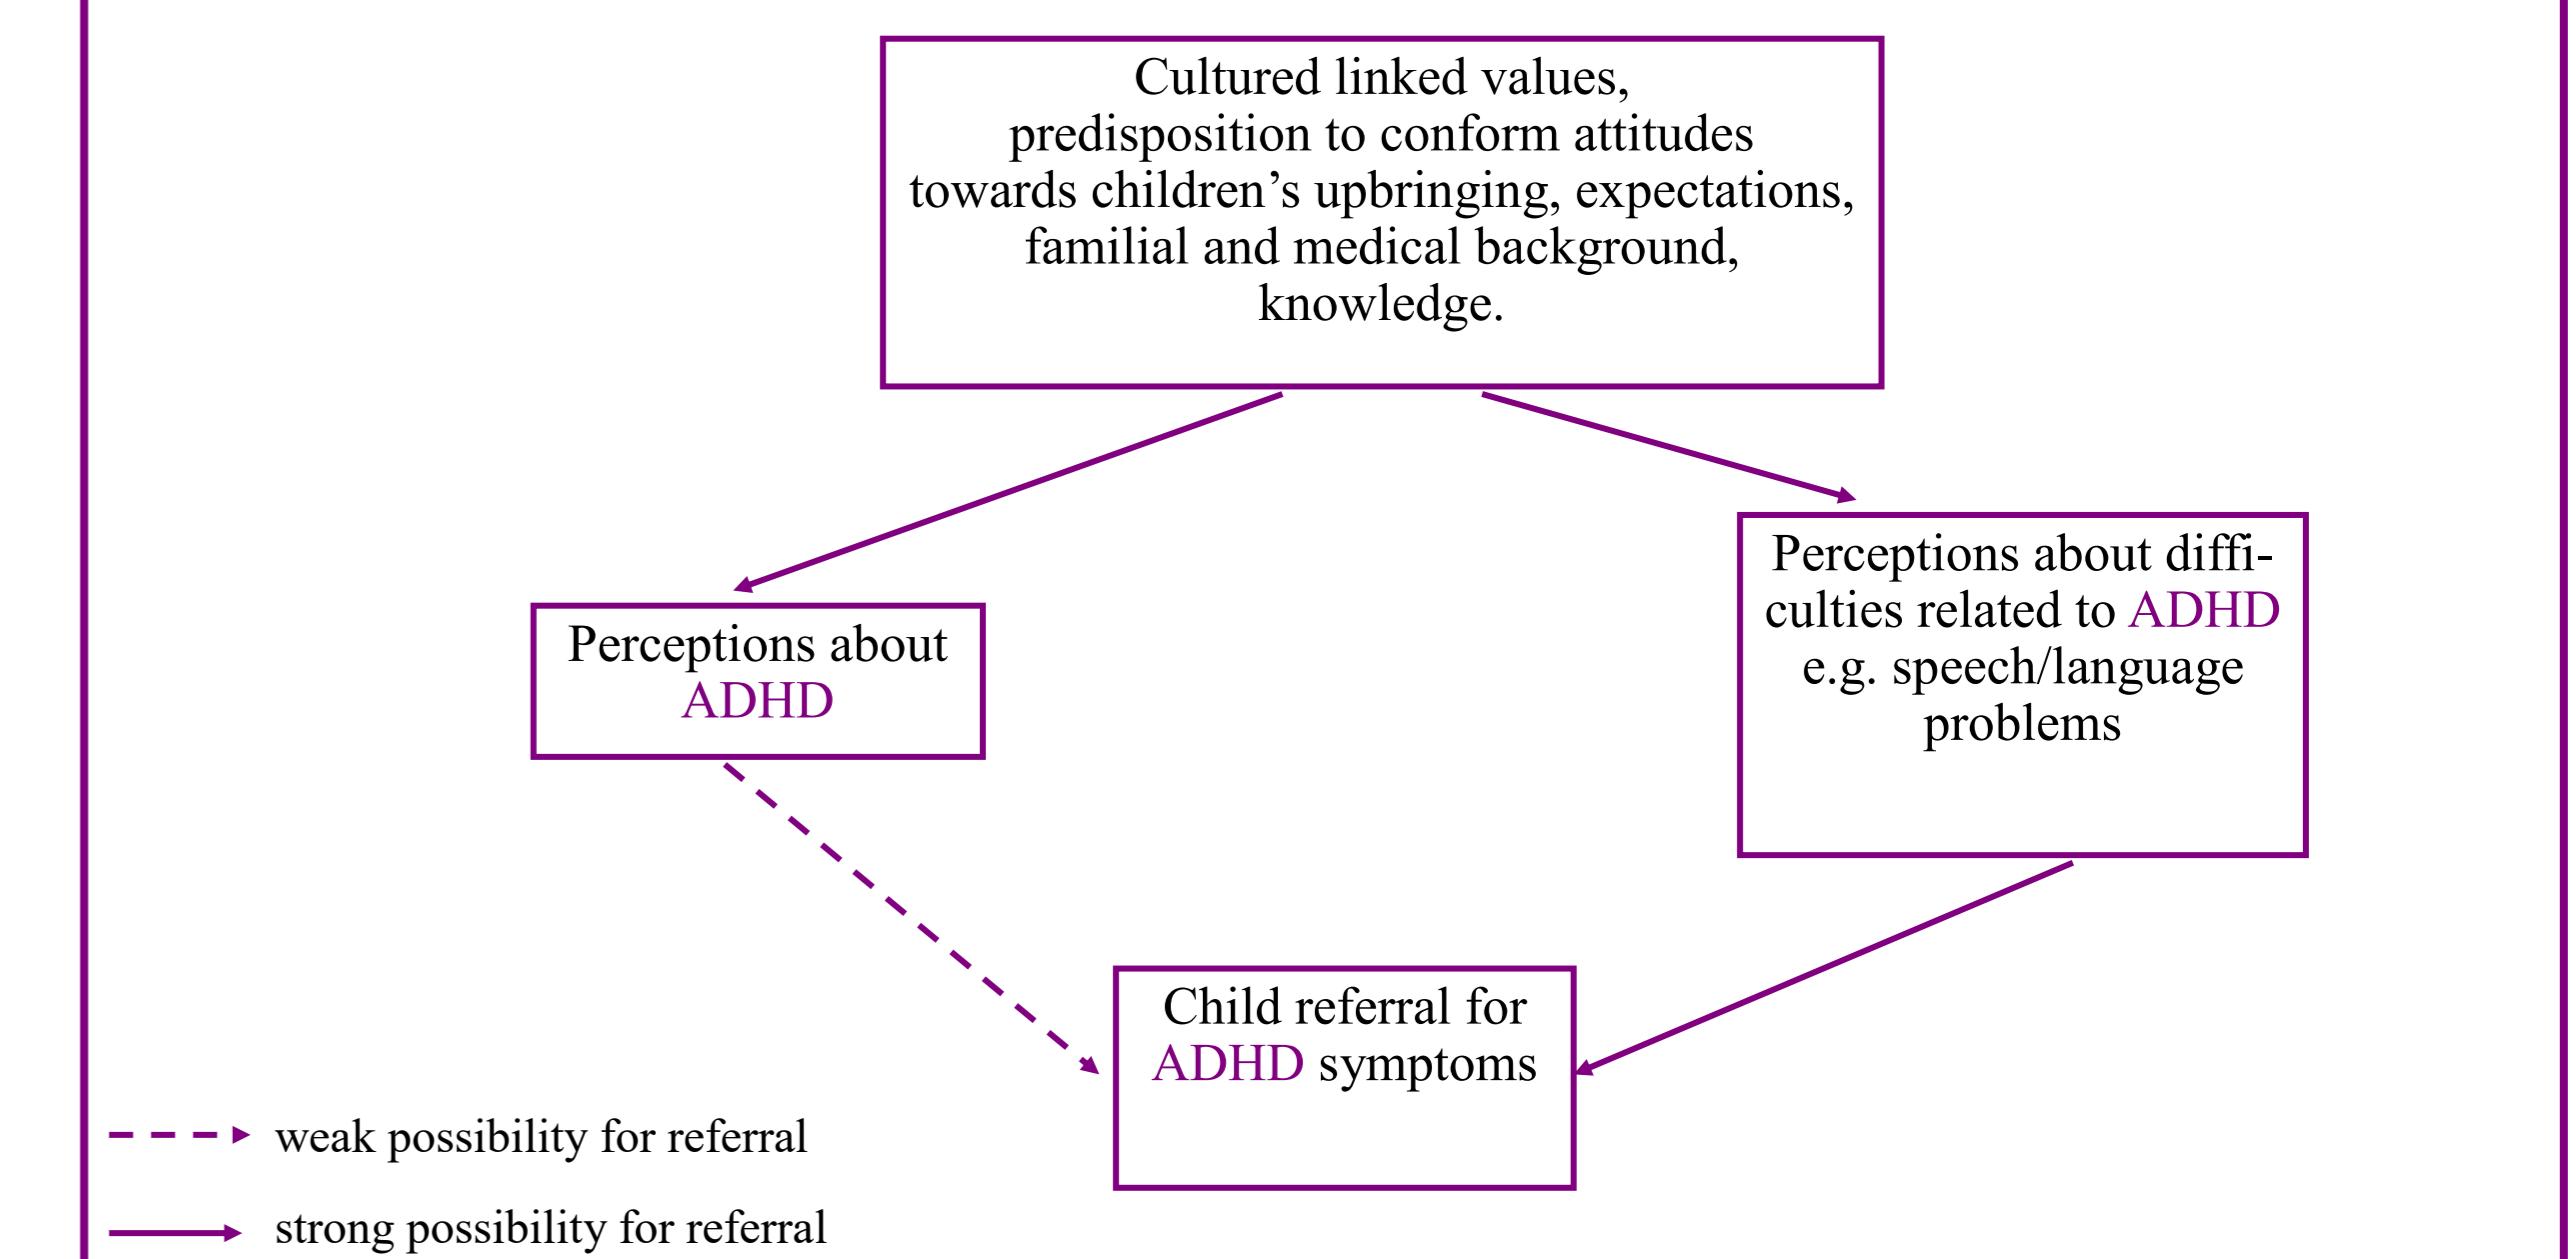 Cultured linked values,
predisposition to conform attitudes
towards children’s upbringing, expectations,
familial and medical background,
knowledge.
Perceptions about
ADHD
Perceptions about diffi-
culties related to ADHD
e.g. speech/language
problems
Child referral for
ADHD symptoms
weak possibility for referral
strong possibility for referral